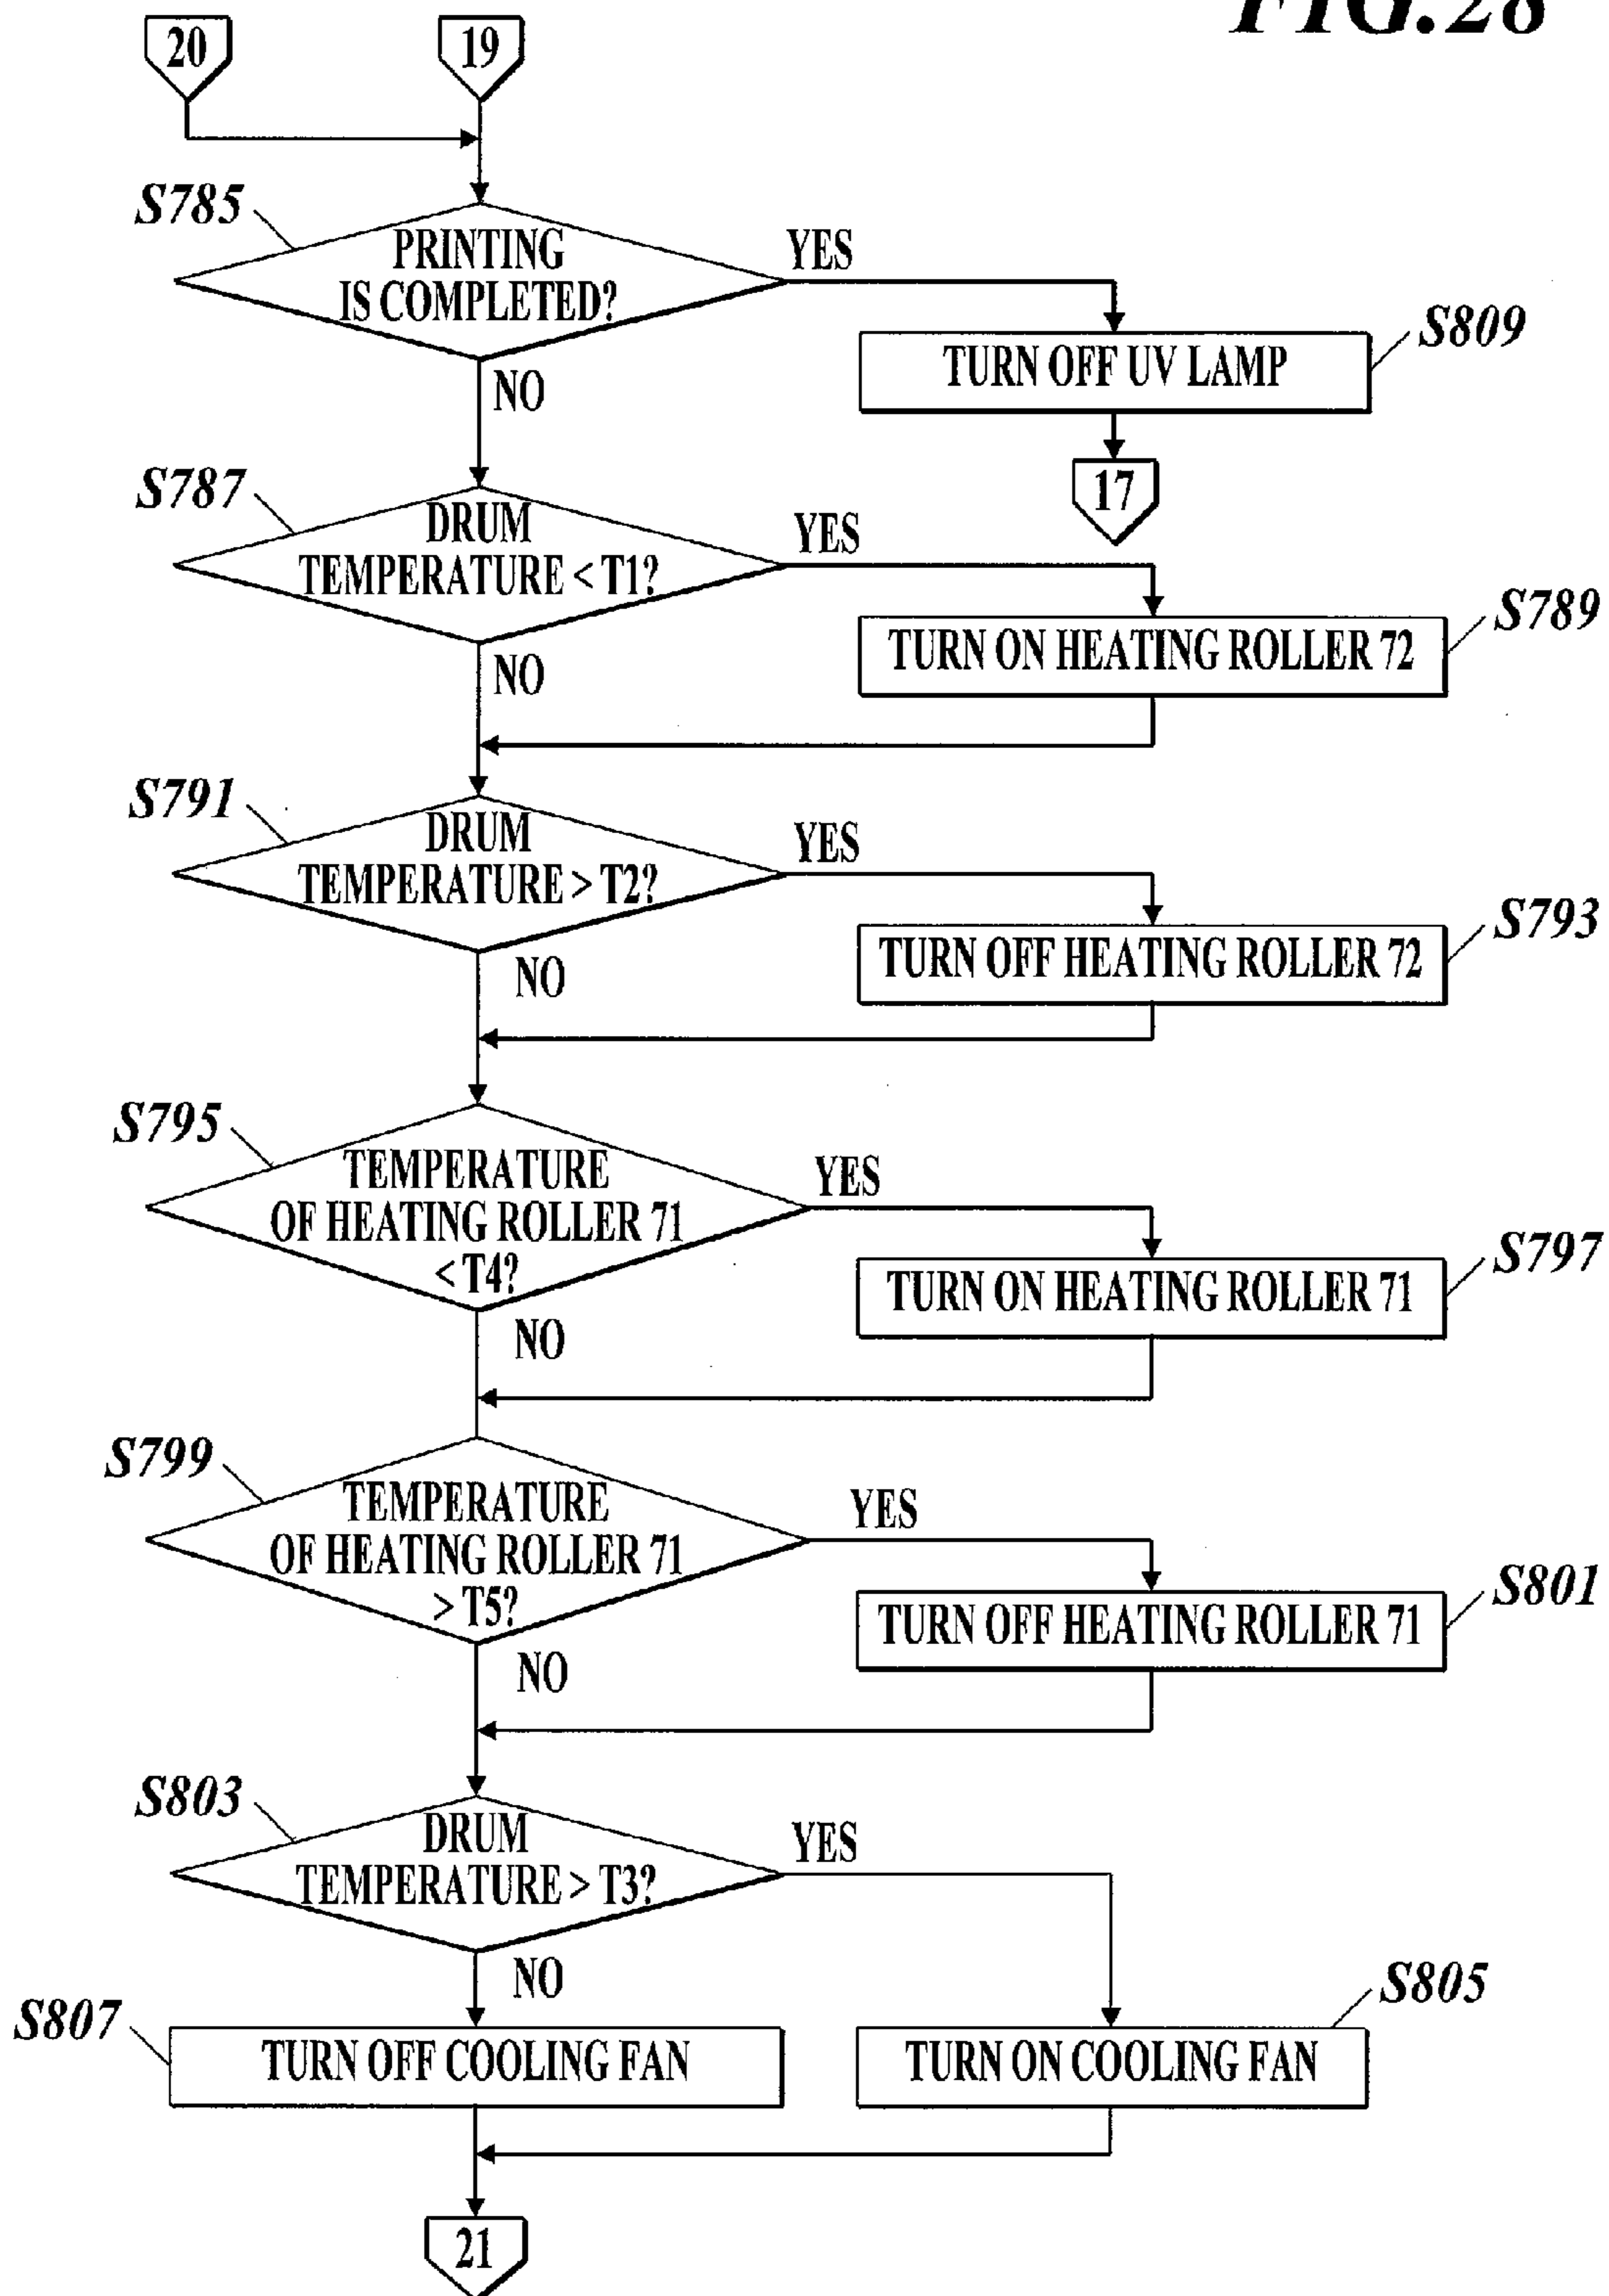 FIG.28
20
19
S785
PRINTING
IS COMPLETED?
YES
NO
S809
TURN OFF UV LAMP
17
S787
DRUM
TEMPERATURE < T1?
YES
NO
S789
TURN ON HEATING ROLLER 72
S791
DRUM
TEMPERATURE > T2?
YES
NO
S793
TURN OFF HEATING ROLLER 72
S795
TEMPERATURE
OF HEATING ROLLER 71
< T4?
YES
NO
S797
TURN ON HEATING ROLLER 71
S799
TEMPERATURE
OF HEATING ROLLER 71
> T5?
YES
NO
S801
TURN OFF HEATING ROLLER 71
S803
DRUM
TEMPERATURE > T3?
YES
NO
S807
TURN OFF COOLING FAN
S805
TURN ON COOLING FAN
21